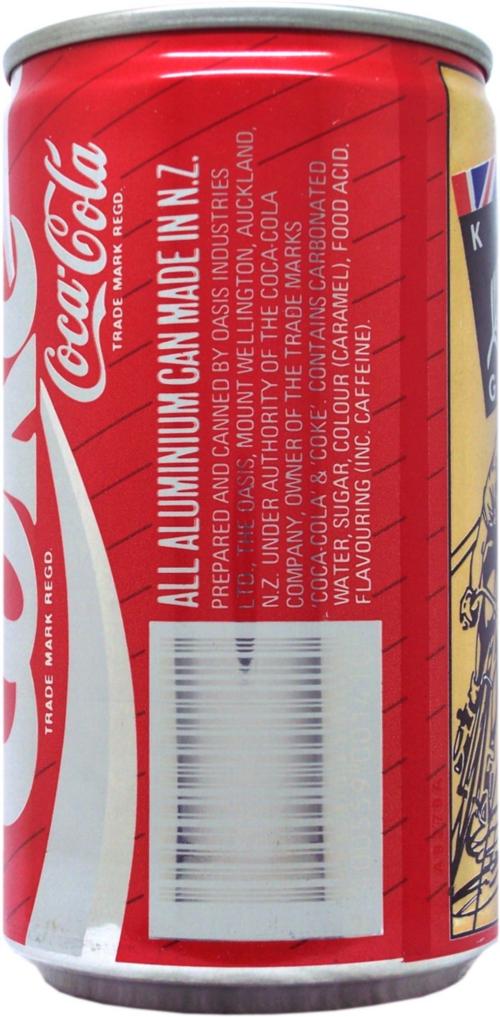 Coca-Cola
TRADE MARK REGD.
TRADE MARK REGD.
ALL ALUMINIUM CAN MADE IN N.Z.
PREPARED AND CANNED BY OASIS INDUSTRIES
LTD., THE OASIS, MOUNT WELLINGTON, AUCKLAND,
N.Z. UNDER AUTHORITY OF THE COCA-COLA
COMPANY, OWNER OF THE TRADE MARKS
'COCA-COLA' & 'COKE'. CONTAINS CARBONATED
WATER, SUGAR, COLOUR (CARAMEL), FOOD ACID.
FLAVOURING (INC. CAFFEINE).
K